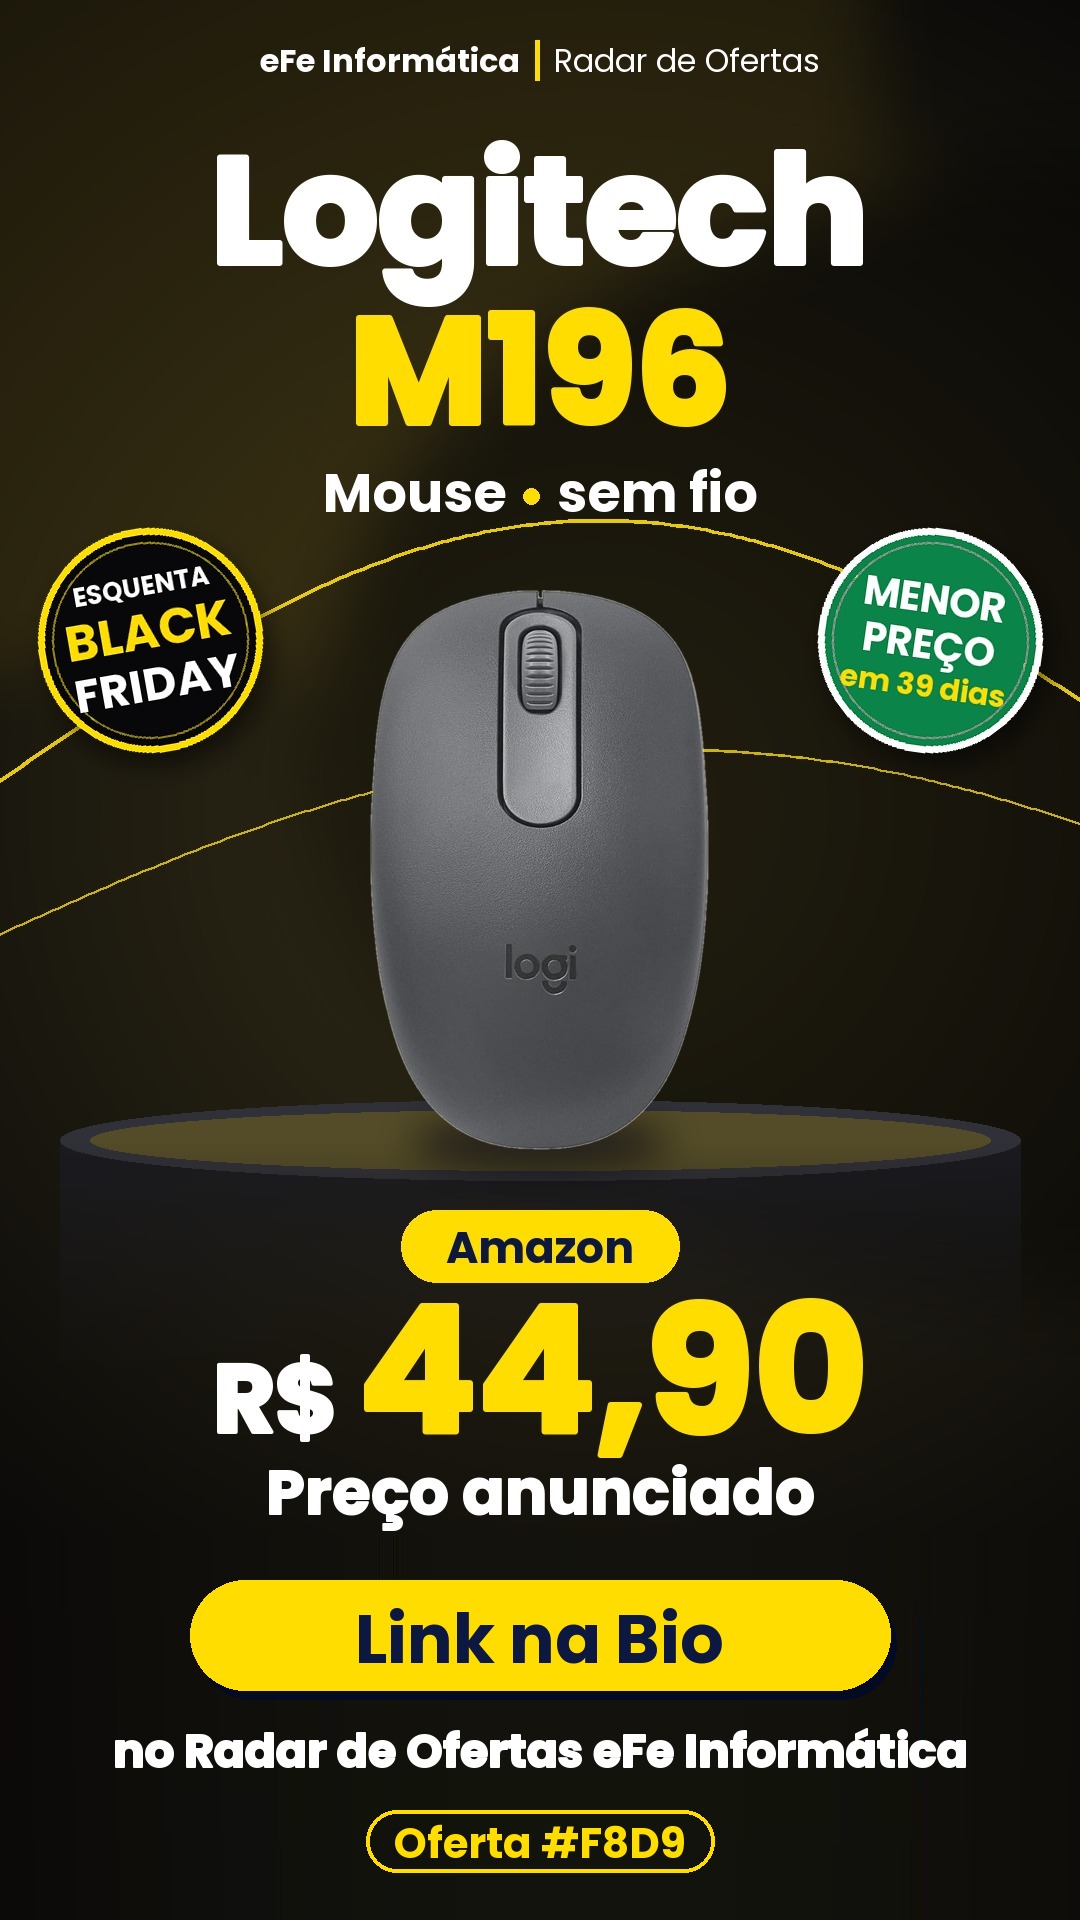 eFe Informática | Radar de Ofertas
Logitech
M196
Mouse • sem fio
ESQUENTA
BLACK
FRIDAY
MENOR
PREÇO
em 39 dias
logi
Amazon
R$ 44,90
Preço anunciado
Link na Bio
no Radar de Ofertas eFe Informática
Oferta #F8D9